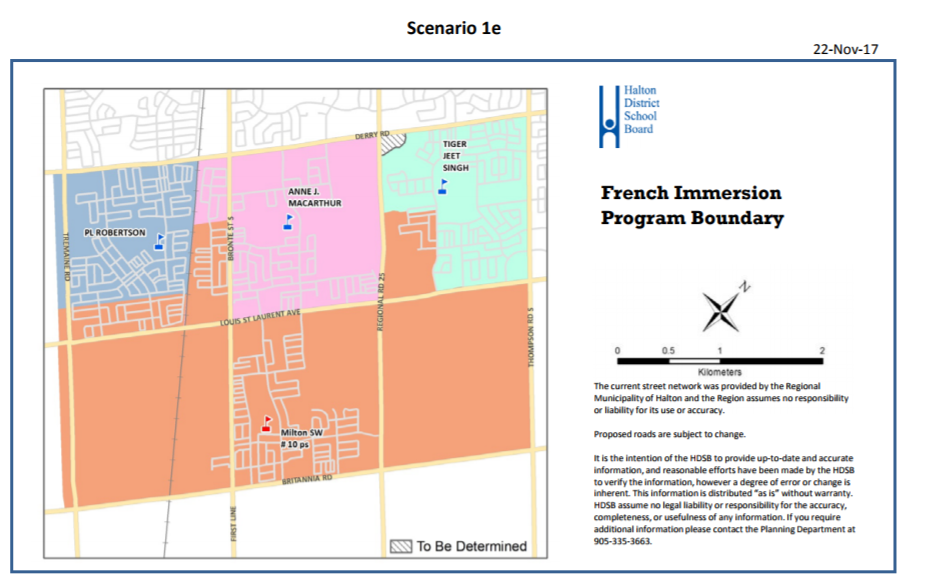 Scenario 1e
22-Nov-17
Halton
District
School
Board
French Immersion
Program Boundary
DERRY RD
TIGER
JEET
SINGH
ANNE J.
MACARTHUR
PL ROBERTSON
TREMAINE RD
BRONTE ST S
REGIONAL RD 25
LOUIS ST LAURENT AVE
THOMPSON RD S
Milton SW
# 10 ps
BRITANNIA RD
FIRST LINE
To Be Determined
N
0 0.5 1 2
Kilometers
The current street network was provided by the Regional
Municipality of Halton and the Region assumes no responsibility
or liability for its use or accuracy.
Proposed roads are subject to change.
It is the intention of the HDSB to provide up-to-date and accurate
information, and reasonable efforts have been made by the HDSB
to verify the information, however a degree of error or change is
inherent. This information is distributed "as is" without warranty.
HDSB assume no legal liability or responsibility for the accuracy,
completeness, or usefulness of any information. If you require
additional information please contact the Planning Department at
905-335-3663.